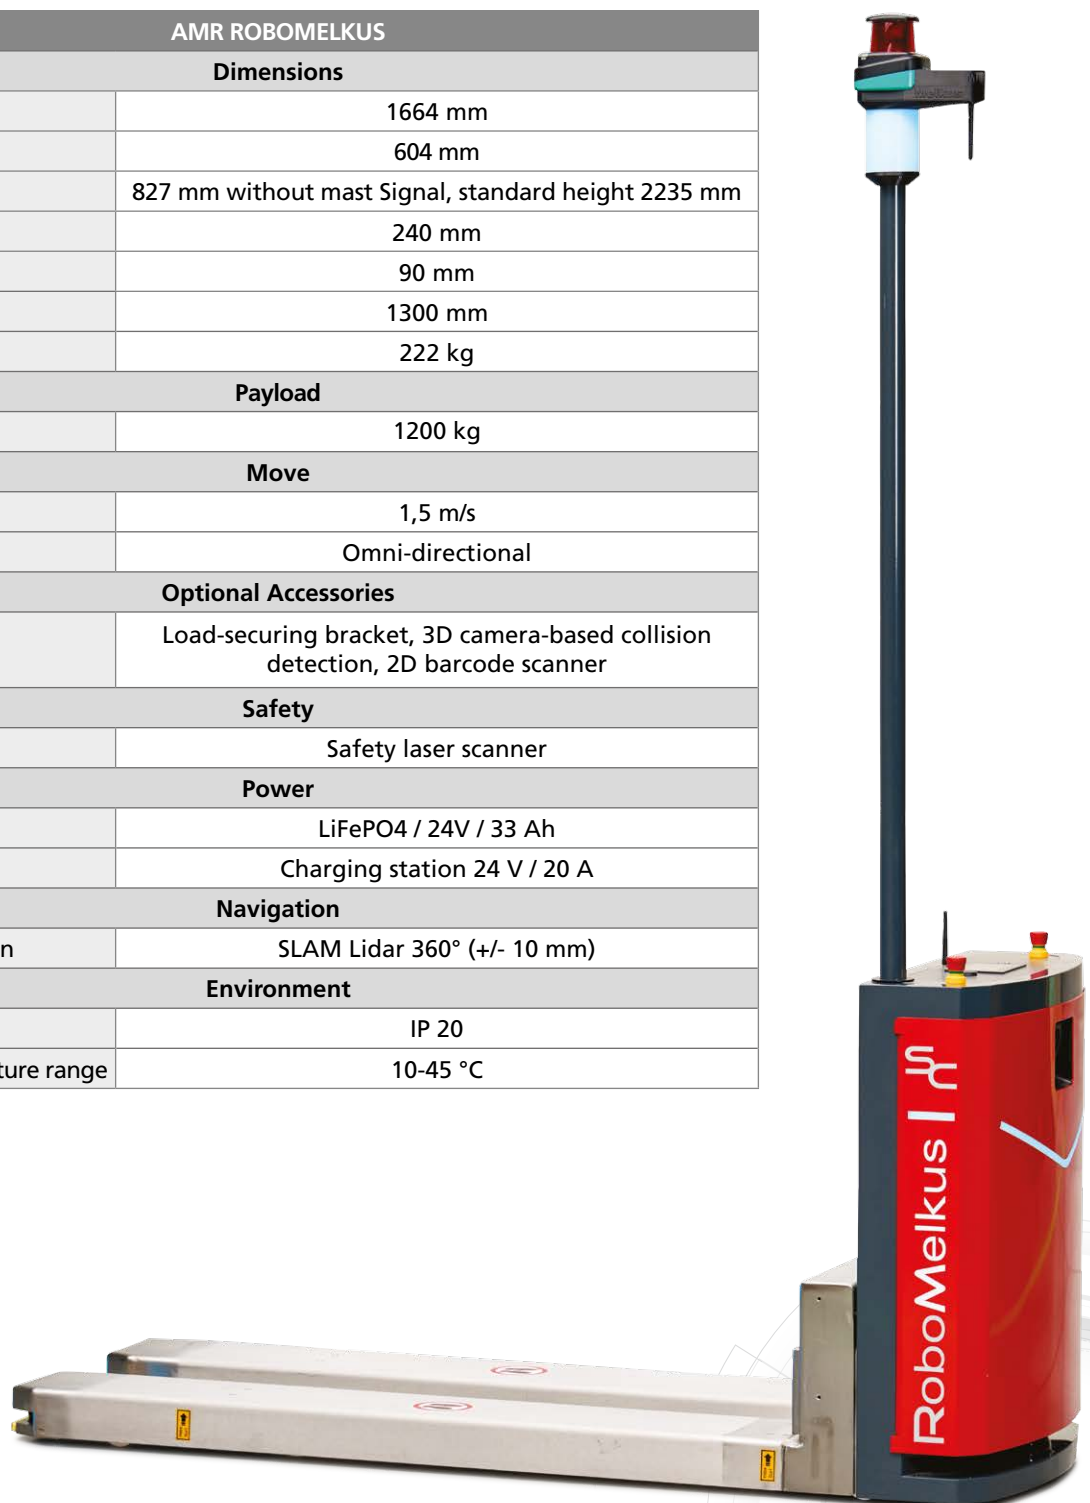 AMR ROBOMELKUS
Dimensions
1664 mm
604 mm
827 mm without mast Signal, standard height 2235 mm
240 mm
90 mm
1300 mm
222 kg
Payload
1200 kg
Move
1,5 m/s
Omni-directional
Optional Accessories
Load-securing bracket, 3D camera-based collision
detection, 2D barcode scanner
Safety
Safety laser scanner
Power
LiFePO4 / 24V / 33 Ah
Charging station 24 V / 20 A
Navigation
n SLAM Lidar 360° (+/- 10 mm)
Environment
IP 20
ture range 10-45 °C
RoboMelkus